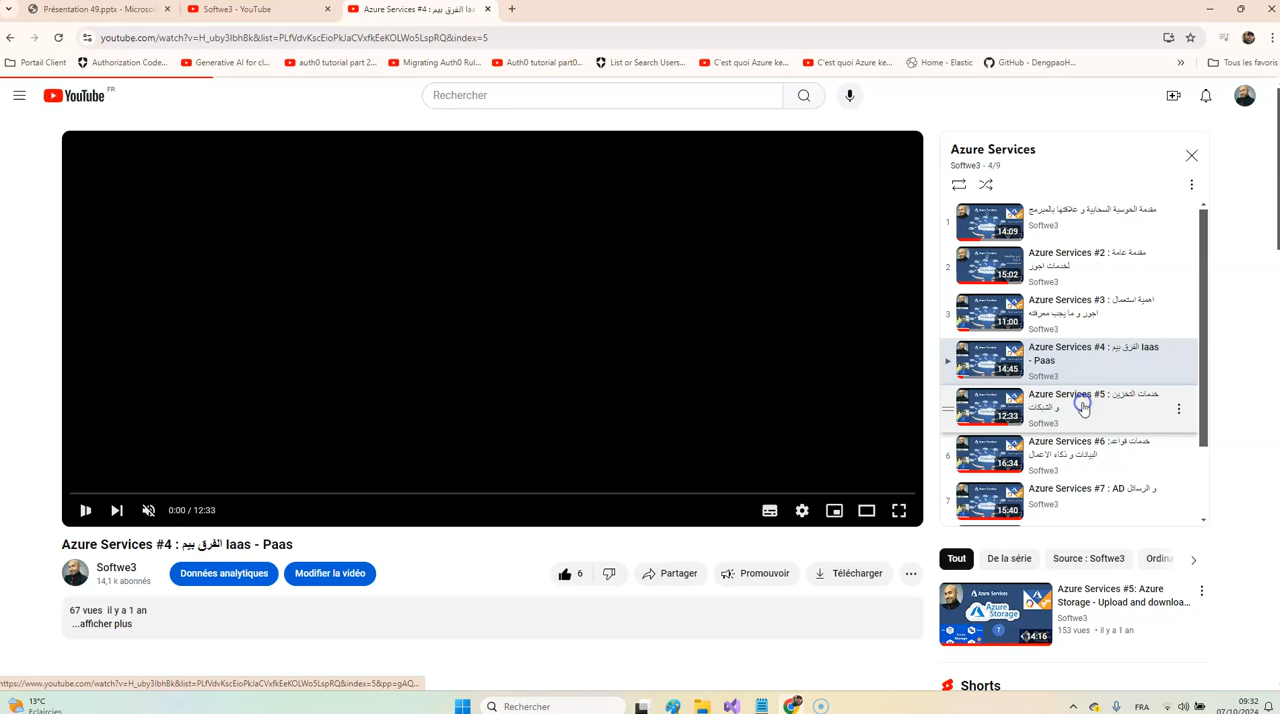 Présentation 49.pptx - Microsof
Softwe3 - YouTube
Azure Services #4 : الفرق بيم Iaa
youtube.com/watch?v=H_uby3IbhBk&list=PLfVdvKscEioPkJaCVxfkEeKOLWo5LspRQ&index=5
Portail Client
Authorization Code...
Generative AI for cl...
auth0 tutorial part 2...
Migrating Auth0 Rul...
Auth0 tutorial part0...
List or Search Users...
C'est quoi Azure ke...
C'est quoi Azure ke...
Home - Elastic
GitHub - DengpaoH...
Tous les favoris
YouTube FR
Rechercher
Azure Services
Softwe3 - 4/9
1
14:09
مقدمة الحوسبة السحابية و علاقتها بالمبرمج
Softwe3
2
15:02
Azure Services #2 : مقدمة عامة
لخدمات اجور
Softwe3
3
11:00
Azure Services #3 : اهمية استعمال
اجور و ما يجب معرفته
Softwe3
14:45
Azure Services #4 : الفرق بيم Iaas
- Paas
Softwe3
12:33
Azure Services #5 : خدمات التخزين
و الشبكات
Softwe3
6
16:34
Azure Services #6 :خدمات قواعد
البيانات و ذكاء الاعمال
Softwe3
7
15:40
Azure Services #7 : AD و الرسائل
Softwe3
0:00 / 12:33
Azure Services #4 : الفرق بيم Iaas - Paas
Softwe3
14,1 k abonnés
Données analytiques
Modifier la vidéo
6
Partager
Promouvoir
Télécharger
67 vues il y a 1 an
...afficher plus
Tout
De la série
Source : Softwe3
Ordina
Azure Services
Azure
Storage
7
14:16
Azure Services #5: Azure
Storage - Upload and downloa...
Softwe3
153 vues • il y a 1 an
Shorts
https://www.youtube.com/watch?v=H_uby3IbhBk&list=PLfVdvKscEioPkJaCVxfkEeKOLWo5LspRQ&index=5&pp=gAQ...
13°C
Eclaircies
Rechercher
FRA
09:32
07/10/2024